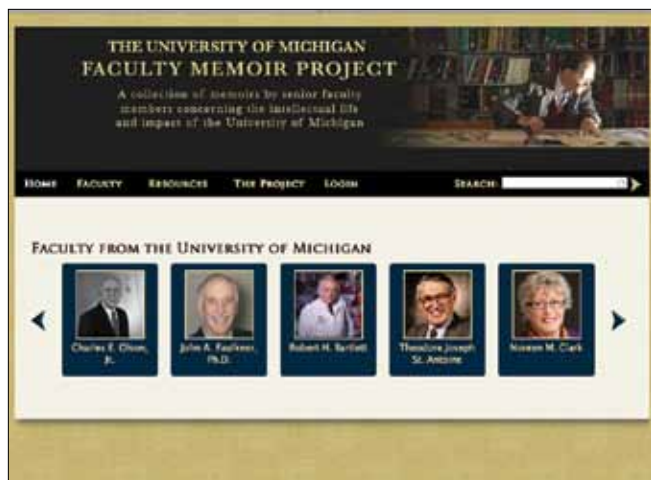 THE UNIVERSITY OF MICHIGAN
FACULTY MEMOIR PROJECT
A collection of memoirs by senior faculty
members concerning the intellectual life
and impact of the University of Michigan
HOME FACULTY RESOURCES THE PROJECT LOGIN SEARCH:
FACULTY FROM THE UNIVERSITY OF MICHIGAN
Charles E. Olson, Jr.
John A. Faulkner, Ph.D.
Robert H. Bartlett
Theodore Joseph St. Antoine
Noreen M. Clark